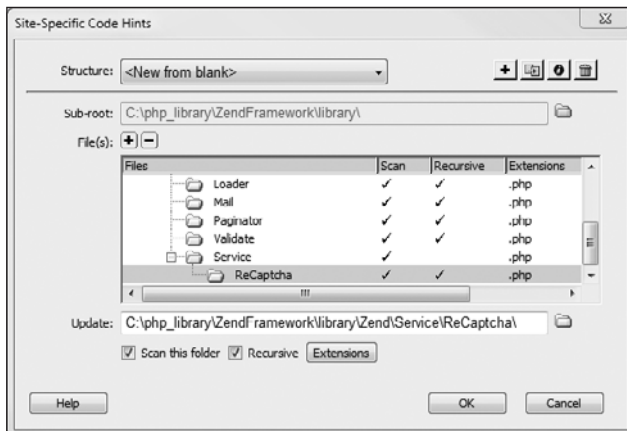 Site-Specific Code Hints
Structure: <New from blank>
Sub-root: C:\php_library\ZendFramework\library\
File(s):
Files Scan Recursive Extensions
Loader ✓ ✓ .php
Mail ✓ ✓ .php
Paginator ✓ ✓ .php
Validate ✓ ✓ .php
Service ✓ .php
ReCaptcha ✓ ✓ .php
Update: C:\php_library\ZendFramework\library\Zend\Service\ReCaptcha\
Scan this folder Recursive Extensions
Help OK Cancel